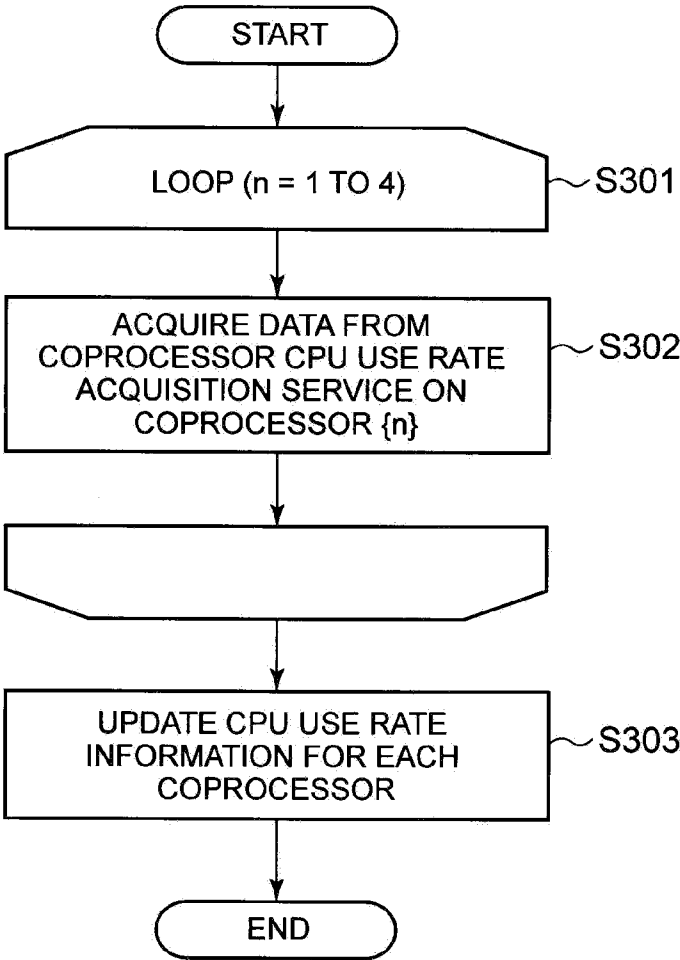 START
LOOP (n = 1 TO 4)
S301
ACQUIRE DATA FROM
COPROCESSOR CPU USE RATE
ACQUISITION SERVICE ON
COPROCESSOR {n}
S302
UPDATE CPU USE RATE
INFORMATION FOR EACH
COPROCESSOR
S303
END